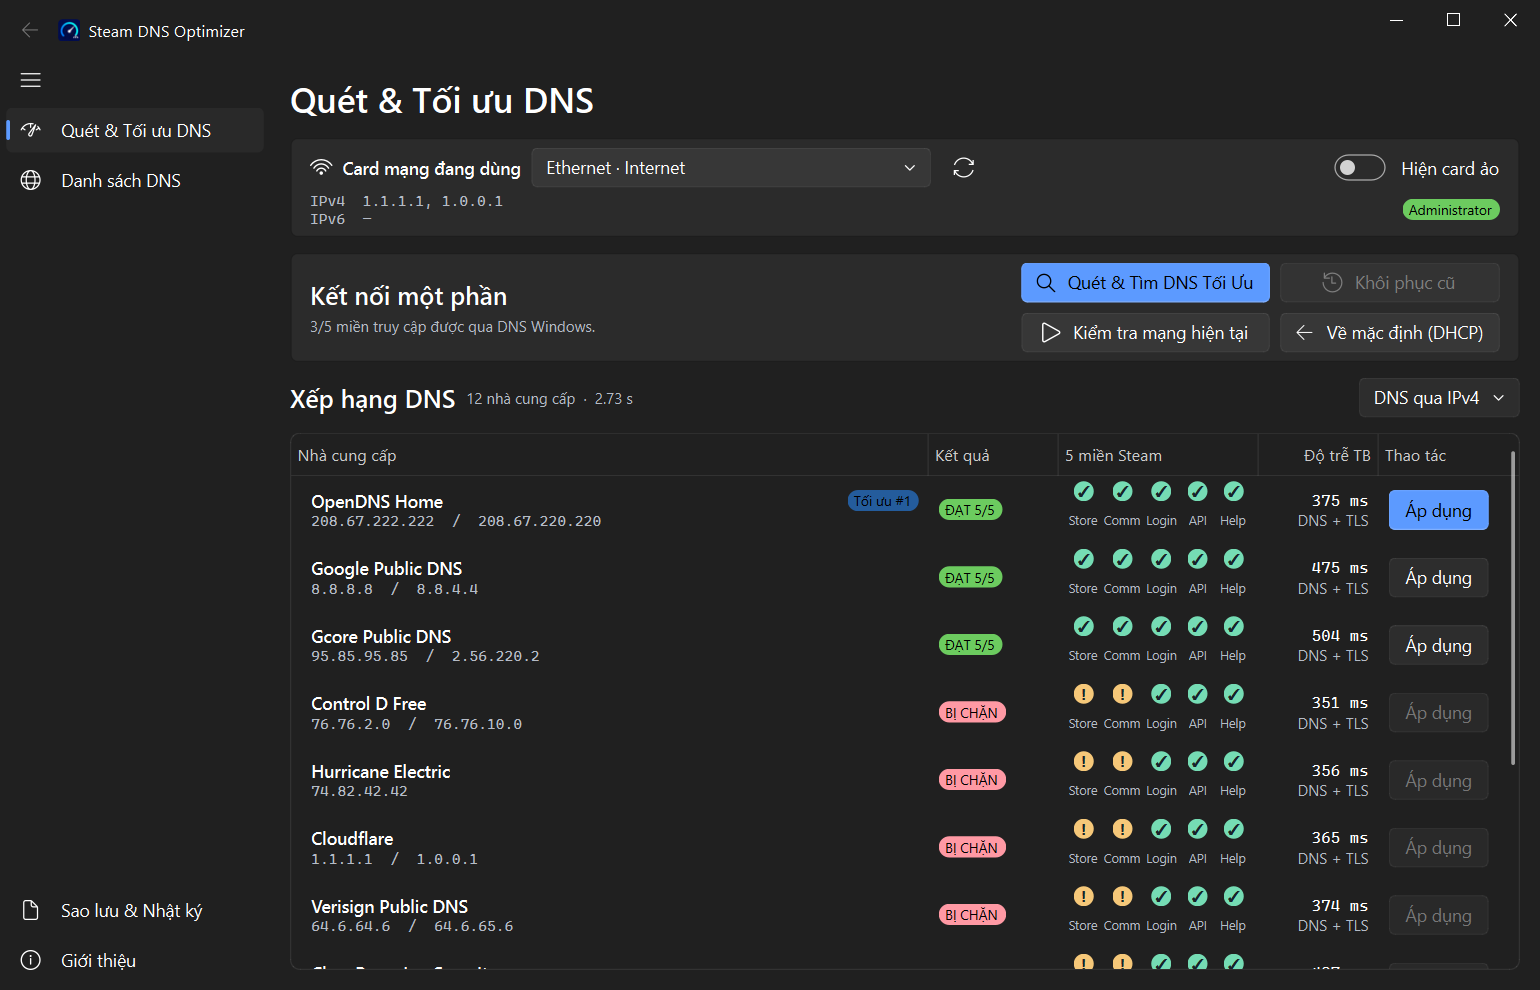 Steam DNS Optimizer
Quét & Tối ưu DNS
Danh sách DNS
Sao lưu & Nhật ký
Giới thiệu
Quét & Tối ưu DNS
Card mạng đang dùng
Ethernet · Internet
Hiện card ảo
IPv4 1.1.1.1, 1.0.0.1
IPv6 —
Administrator
Kết nối một phần
3/5 miền truy cập được qua DNS Windows.
Quét & Tìm DNS Tối Ưu
Khôi phục cũ
Kiểm tra mạng hiện tại
Về mặc định (DHCP)
Xếp hạng DNS
12 nhà cung cấp · 2.73 s
DNS qua IPv4
Nhà cung cấp Kết quả 5 miền Steam Độ trễ TB Thao tác
OpenDNS Home Tối ưu #1
208.67.222.222 / 208.67.220.220
ĐẠT 5/5
Store Comm Login API Help
375 ms
DNS + TLS
Áp dụng
Google Public DNS
8.8.8.8 / 8.8.4.4
ĐẠT 5/5
Store Comm Login API Help
475 ms
DNS + TLS
Áp dụng
Gcore Public DNS
95.85.95.85 / 2.56.220.2
ĐẠT 5/5
Store Comm Login API Help
504 ms
DNS + TLS
Áp dụng
Control D Free
76.76.2.0 / 76.76.10.0
BỊ CHẶN
Store Comm Login API Help
351 ms
DNS + TLS
Áp dụng
Hurricane Electric
74.82.42.42
BỊ CHẶN
Store Comm Login API Help
356 ms
DNS + TLS
Áp dụng
Cloudflare
1.1.1.1 / 1.0.0.1
BỊ CHẶN
Store Comm Login API Help
365 ms
DNS + TLS
Áp dụng
Verisign Public DNS
64.6.64.6 / 64.6.65.6
BỊ CHẶN
Store Comm Login API Help
374 ms
DNS + TLS
Áp dụng